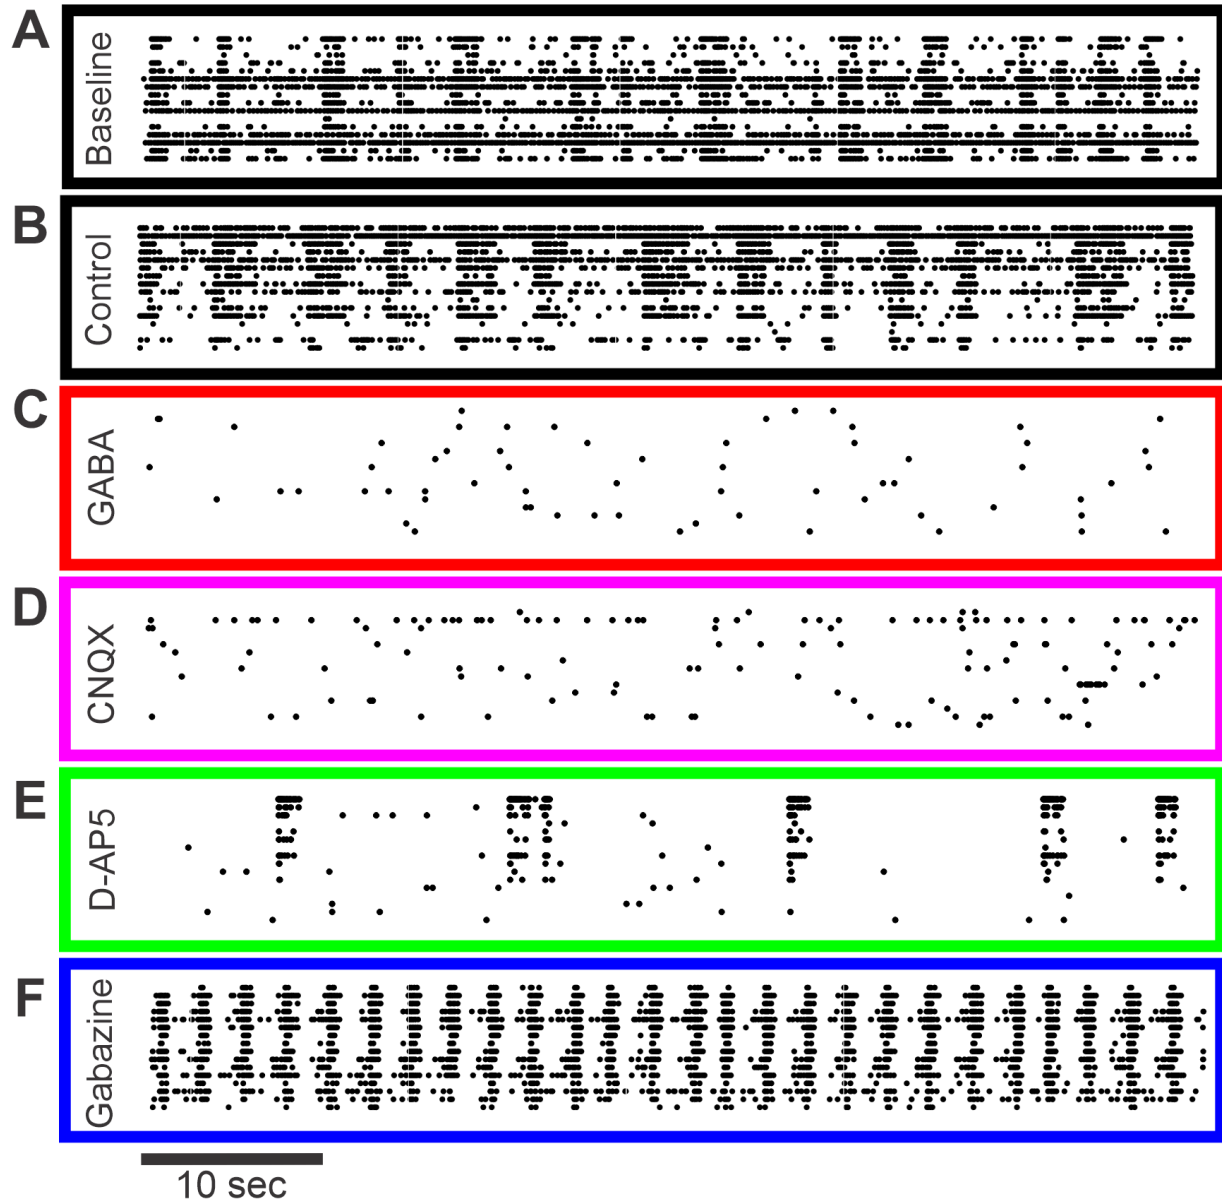 A
Baseline
B
Control
C
GABA
D
CNQX
E
D-AP5
F
Gabazine
10 sec